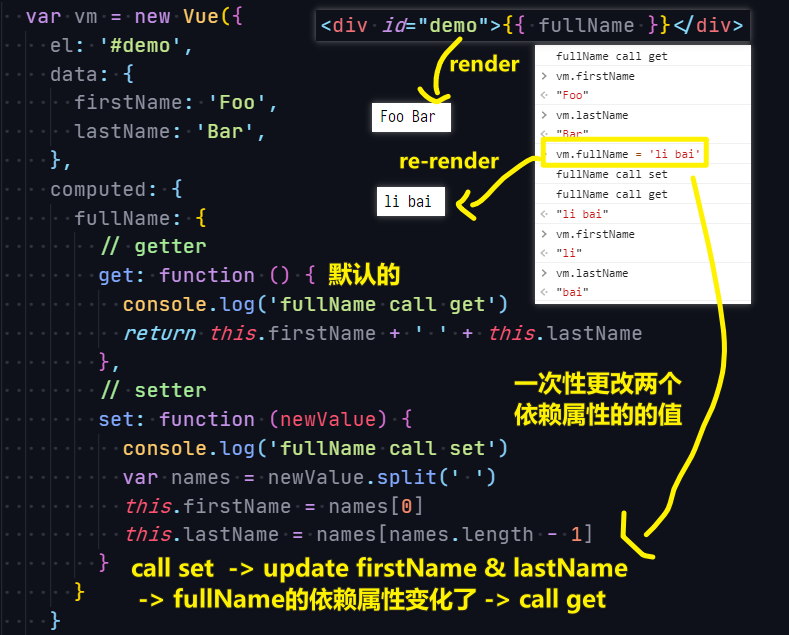 var vm = new Vue({
el: '#demo',
data: {
firstName: 'Foo',
lastName: 'Bar',
},
computed: {
fullName: {
// getter
get: function () { 默认的
console.log('fullName call get')
return this.firstName + ' ' + this.lastName
},
// setter
set: function (newValue) {
console.log('fullName call set')
var names = newValue.split(' ')
this.firstName = names[0]
this.lastName = names[names.length - 1]
}
call set -> update firstName & lastName
-> fullName的依赖属性变化了 -> call get
}
}
<div id="demo">{{ fullName }}</div>
render
Foo Bar
re-render
li bai
fullName call get
> vm.firstName
"Foo"
> vm.lastName
"Bar"
vm.fullName = 'li bai'
fullName call set
fullName call get
"li bai"
> vm.firstName
"li"
> vm.lastName
"bai"
一次性更改两个
依赖属性的的值